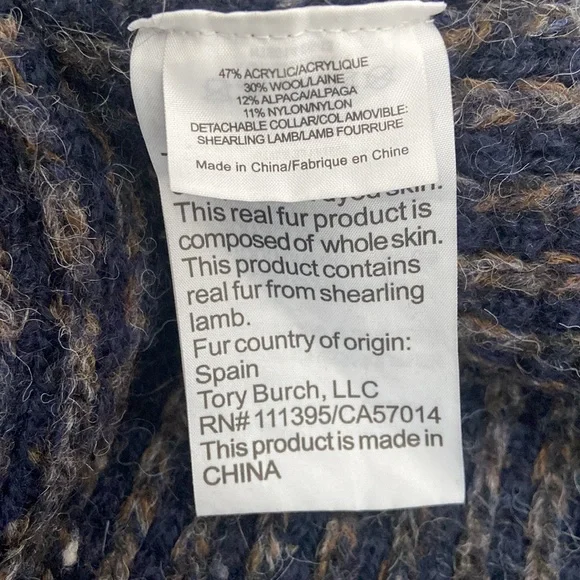 47% ACRYLIC/ACRYLIQUE
30% WOOL/LAINE
12% ALPACA/ALPAGA
11% NYLON/NYLON
DETACHABLE COLLAR/COL AMOVIBLE:
SHEARLING LAMB/LAMB FOURRURE
Made in China/Fabrique en Chine
skin.
This real fur product is
composed of whole skin.
This product contains
real fur from shearling
lamb.
Fur country of origin:
Spain
Tory Burch, LLC
RN# 111395/CA57014
This product is made in
CHINA